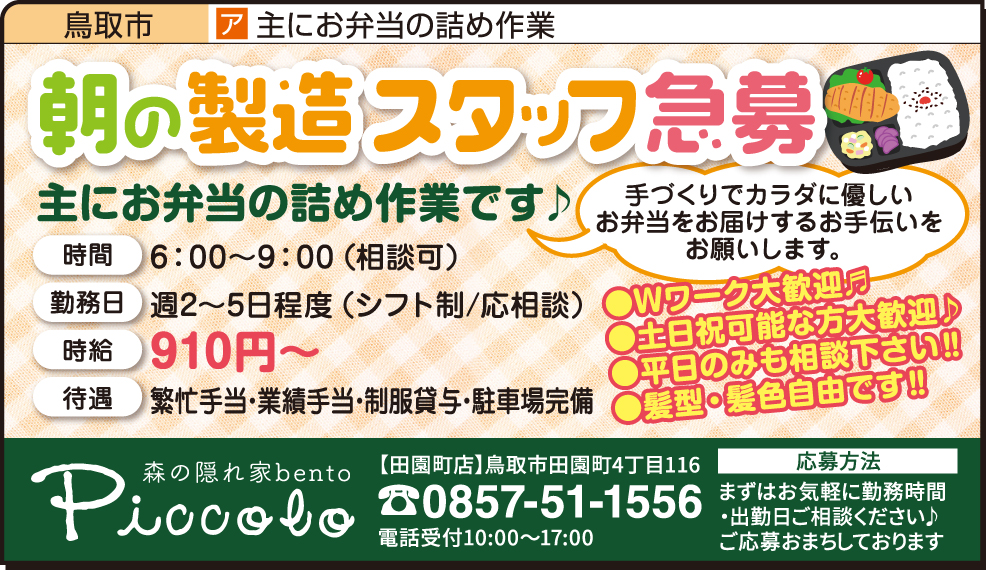 鳥取市
ア 主にお弁当の詰め作業
朝の製造スタッフ急募
主にお弁当の詰め作業です♪
手づくりでカラダに優しい
お弁当をお届けするお手伝いを
お願いします。
時間 6：00～9：00（相談可）
勤務日 週2～5日程度（シフト制/応相談）
時給 910円～
待遇 繁忙手当・業績手当・制服貸与・駐車場完備
●Wワーク大歓迎♬
●土日祝可能な方大歓迎♪
●平日のみも相談下さい!!
●髪型・髪色自由です!!
森の隠れ家bento
Piccolo
【田園町店】鳥取市田園町4丁目116
☎0857-51-1556
電話受付10:00～17:00
応募方法
まずはお気軽に勤務時間
・出勤日ご相談ください♪
ご応募おまちしております